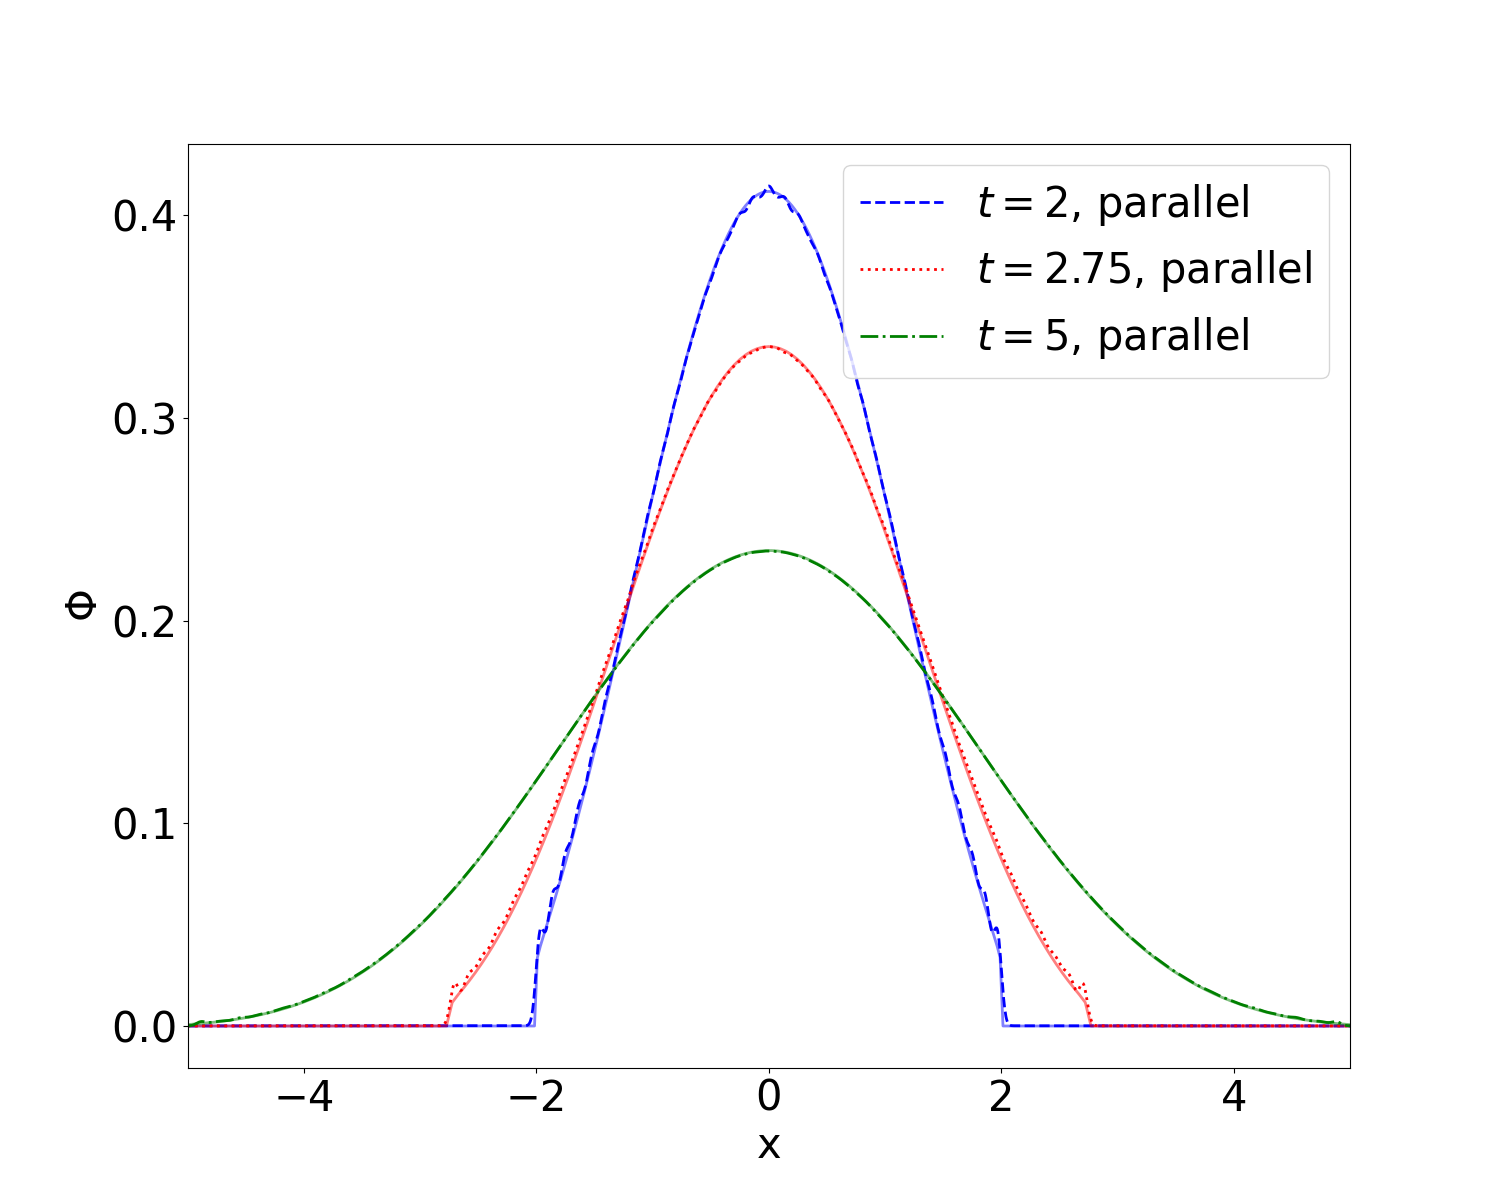 t = 2, parallel
t = 2.75, parallel
t = 5, parallel
0.4
0.3
0.2
0.1
0.0
Φ
−4 −2 0 2 4
x